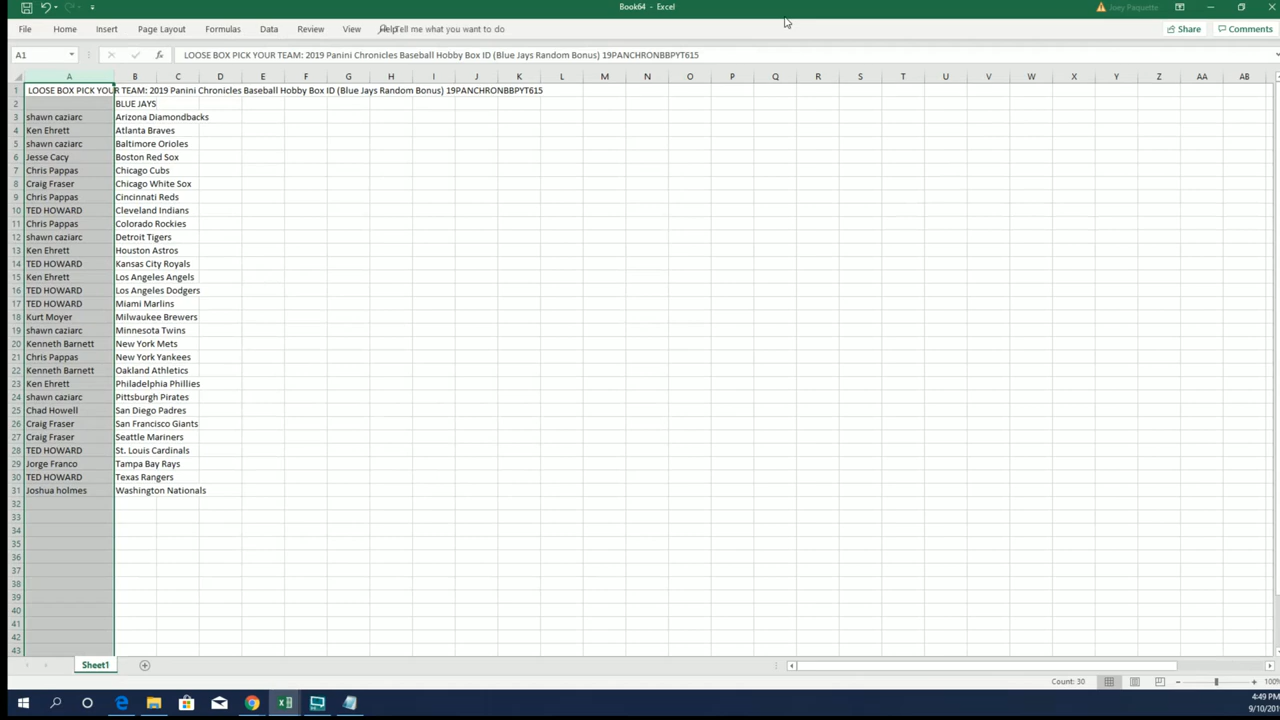 Book64 - Excel
Joey Paquette
File Home Insert Page Layout Formulas Data Review View Help Tell me what you want to do Share Comments
A1 fx LOOSE BOX PICK YOUR TEAM: 2019 Panini Chronicles Baseball Hobby Box ID (Blue Jays Random Bonus) 19PANCHRONBBPYT615
A B C D E F G H I J K L M N O P Q R S T U V W X Y Z AA AB
1 LOOSE BOX PICK YOUR TEAM: 2019 Panini Chronicles Baseball Hobby Box ID (Blue Jays Random Bonus) 19PANCHRONBBPYT615
2 BLUE JAYS
3 shawn caziarc Arizona Diamondbacks
4 Ken Ehrett Atlanta Braves
5 shawn caziarc Baltimore Orioles
6 Jesse Cacy Boston Red Sox
7 Chris Pappas Chicago Cubs
8 Craig Fraser Chicago White Sox
9 Chris Pappas Cincinnati Reds
10 TED HOWARD Cleveland Indians
11 Chris Pappas Colorado Rockies
12 shawn caziarc Detroit Tigers
13 Ken Ehrett Houston Astros
14 TED HOWARD Kansas City Royals
15 Ken Ehrett Los Angeles Angels
16 TED HOWARD Los Angeles Dodgers
17 TED HOWARD Miami Marlins
18 Kurt Moyer Milwaukee Brewers
19 shawn caziarc Minnesota Twins
20 Kenneth Barnett New York Mets
21 Chris Pappas New York Yankees
22 Kenneth Barnett Oakland Athletics
23 Ken Ehrett Philadelphia Phillies
24 shawn caziarc Pittsburgh Pirates
25 Chad Howell San Diego Padres
26 Craig Fraser San Francisco Giants
27 Craig Fraser Seattle Mariners
28 TED HOWARD St. Louis Cardinals
29 Jorge Franco Tampa Bay Rays
30 TED HOWARD Texas Rangers
31 Joshua holmes Washington Nationals
32
33
34
35
36
37
38
39
40
41
42
43
Sheet1
Count: 30 100%
4:49 PM
9/10/201